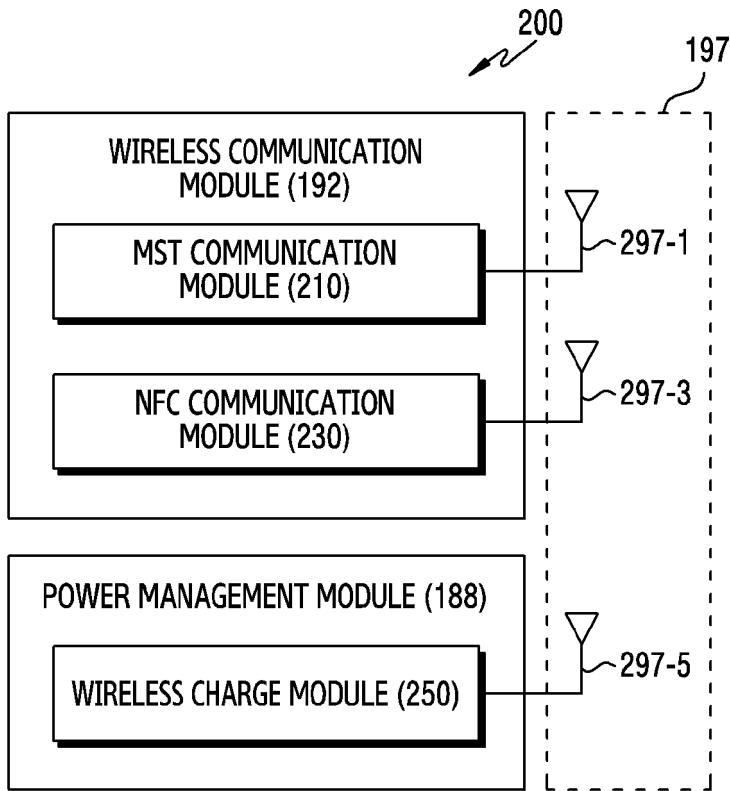 200
197
WIRELESS COMMUNICATION
MODULE (192)
MST COMMUNICATION
MODULE (210)
297-1
NFC COMMUNICATION
MODULE (230)
297-3
POWER MANAGEMENT MODULE (188)
WIRELESS CHARGE MODULE (250)
297-5